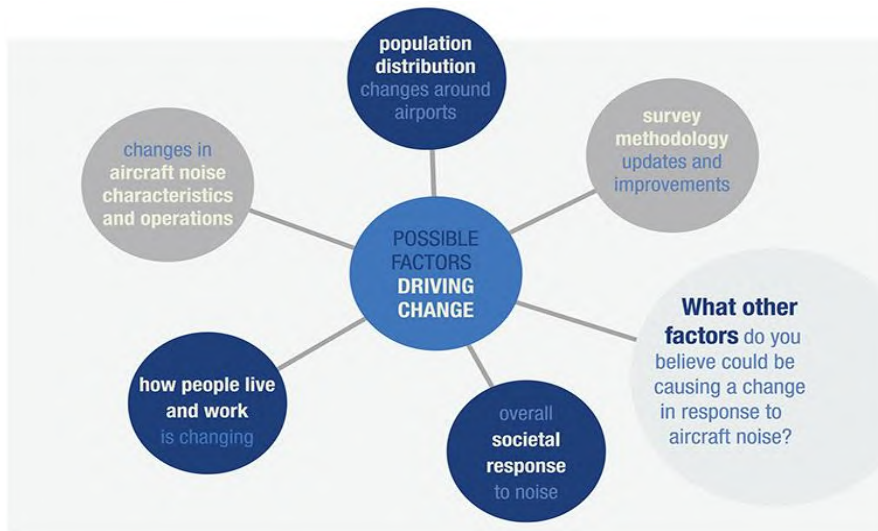 population
distribution
changes around
airports
changes in
aircraft noise
characteristics
and operations
survey
methodology
updates and
improvements
POSSIBLE
FACTORS
DRIVING
CHANGE
What other
factors do you
believe could be
causing a change
in response to
aircraft noise?
how people live
and work
is changing
overall
societal
response
to noise